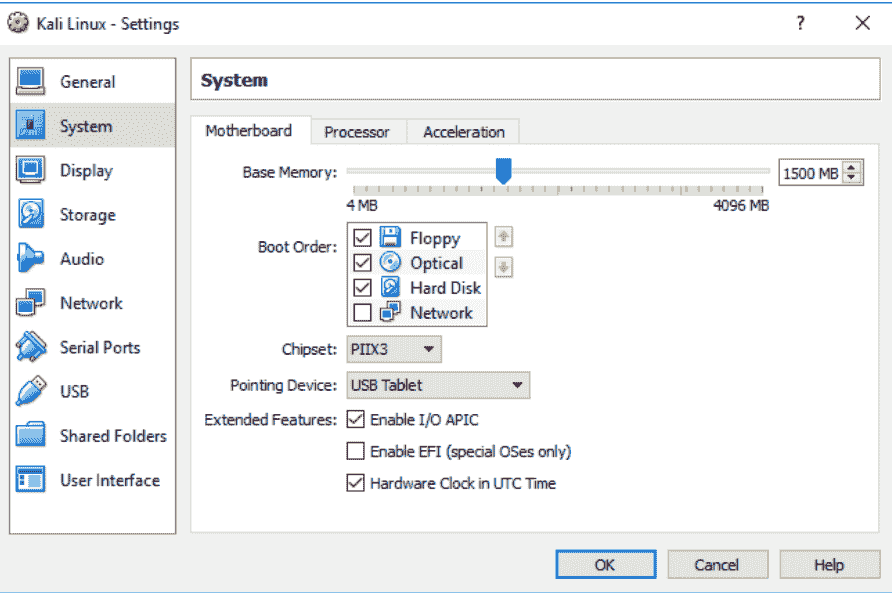 Kali Linux - Settings
?
General
System
Display
Storage
Audio
Network
Serial Ports
USB
Shared Folders
User Interface
System
Motherboard Processor Acceleration
Base Memory: 1500 MB
4 MB 4096 MB
Boot Order: Floppy
Optical
Hard Disk
Network
Chipset: PIIX3
Pointing Device: USB Tablet
Extended Features: Enable I/O APIC
Enable EFI (special OSes only)
Hardware Clock in UTC Time
OK Cancel Help